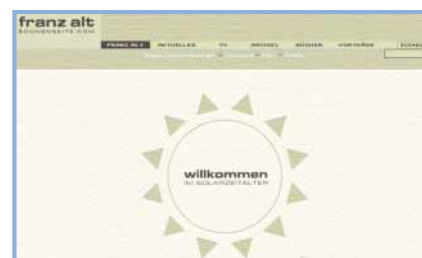 franz alt
SONNENSEITE.COM
FRANZ ALT AKTUELLES TV ARTIKEL BÜCHER VORTRÄGE
willkommen
IM SOLARZEITALTER